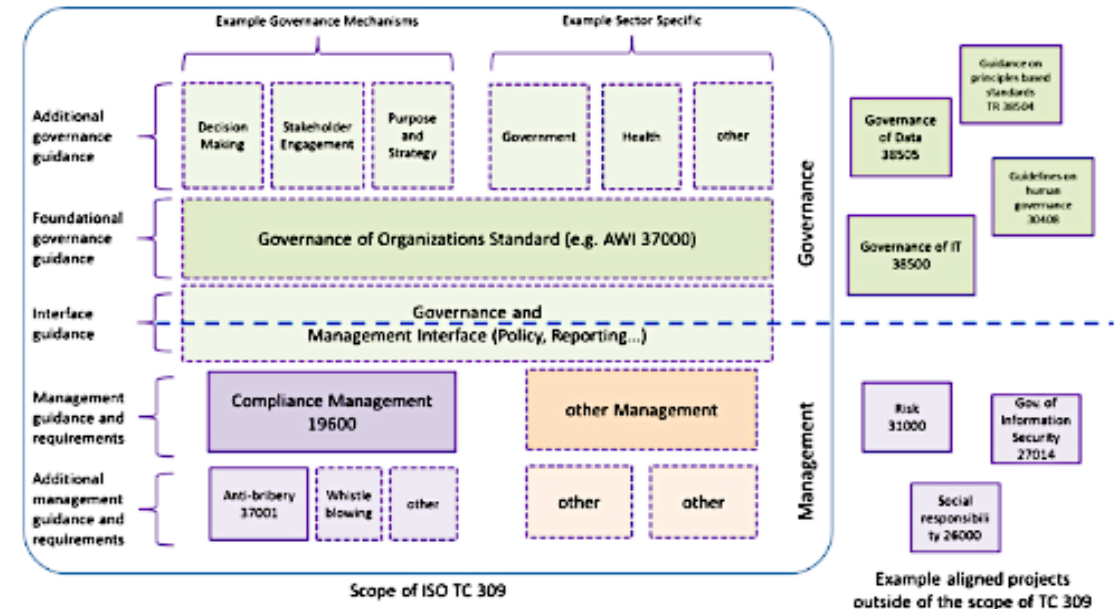 Example Governance Mechanisms
Example Sector Specific
Additional
governance
guidance
Decision
Making
Stakeholder
Engagement
Purpose
and
Strategy
Government
Health
other
Foundational
governance
guidance
Governance of Organizations Standard (e.g. AWI 37000)
Interface
guidance
Governance and
Management Interface (Policy, Reporting...)
Governance
Management
guidance and
requirements
Compliance Management
19600
other Management
Additional
management
guidance and
requirements
Anti-bribery
37001
Whistle
blowing
other
other
other
Management
Scope of ISO TC 309
Guidance on
principles based
standards
TR 38504
Governance
of Data
38505
Guidelines on
human
governance
30408
Governance of IT
38500
Risk
31000
Gov. of
Information
Security
27014
Social
responsibili
ty 26000
Example aligned projects
outside of the scope of TC 309